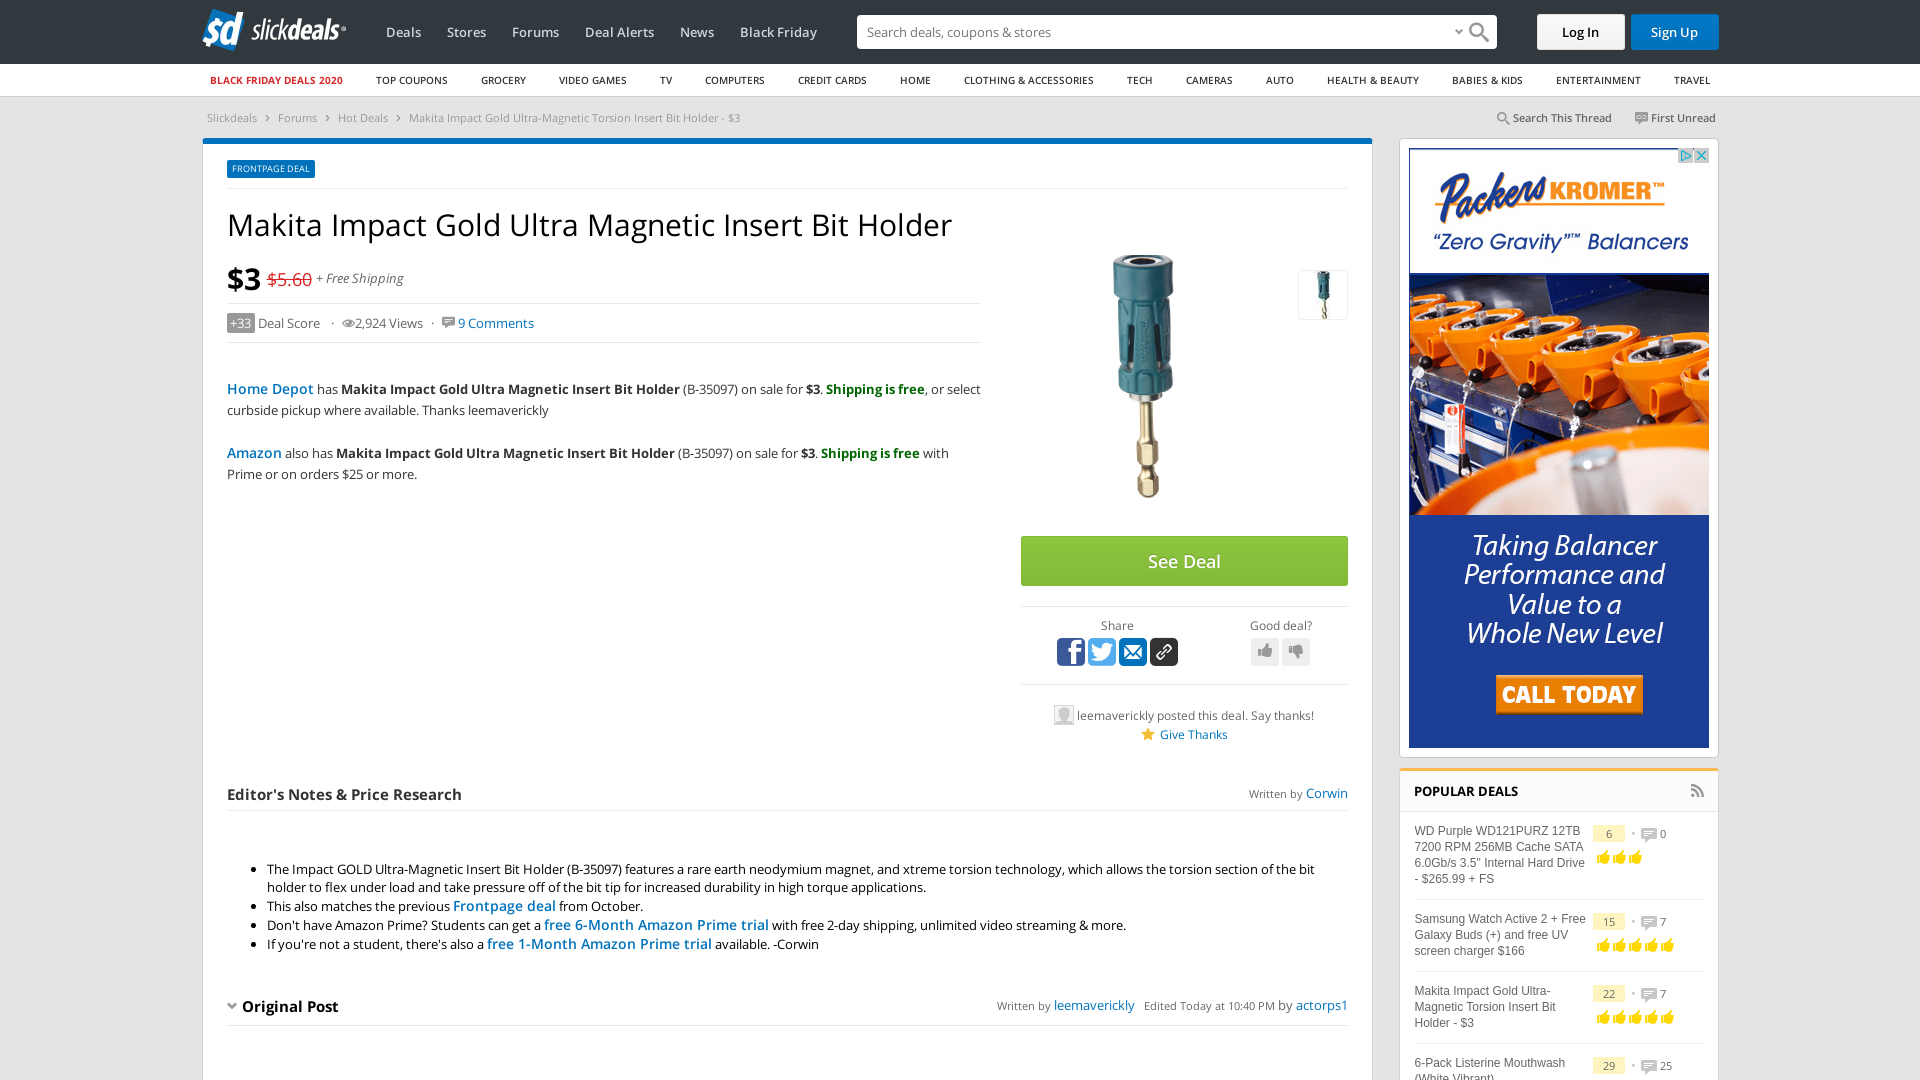 slickdeals
Deals
Stores
Forums
Deal Alerts
News
Black Friday
Search deals, coupons & shops
Log In
Sign Up
BLACK FRIDAY DEALS 2020
TOP COUPONS
GROCERY
VIDEO GAMES
TV
COMPUTERS
CREDIT CARDS
HOME
CLOTHING & ACCESSORIES
TECH
CAMERAS
AUTO
HEALTH & BEAUTY
BABIES & KIDS
ENTERTAINMENT
TRAVEL
Slickdeals > Forums > Hot Deals > Makita Impact Gold Ultra-Magnetic Torsion Insert Bit Holder - $3
Search This Thread
First Unread
FRONTPAGE DEAL
Makita Impact Gold Ultra Magnetic Insert Bit Holder
$3 $5.60 + Free Shipping
+33 Deal Score · 2,924 Views · 9 Comments
Home Depot has Makita Impact Gold Ultra Magnetic Insert Bit Holder (B-35097) on sale for $3. Shipping is free, or select
curbside pickup where available. Thanks leemaverickly
Amazon also has Makita Impact Gold Ultra Magnetic Insert Bit Holder (B-35097) on sale for $3. Shipping is free with
Prime or on orders $25 or more.
See Deal
Share
Good deal?
leemaverickly posted this deal. Say thanks!
Give Thanks
Editor's Notes & Price Research
Written by Corwin
• The Impact GOLD Ultra-Magnetic Insert Bit Holder (B-35097) features a rare earth neodymium magnet, and xtreme torsion technology, which allows the torsion section of the bit
holder to flex under load and take pressure off of the bit tip for increased durability in high torque applications.
• This also matches the previous Frontpage deal from October.
• Don't have Amazon Prime? Students can get a free 6-Month Amazon Prime trial with free 2-day shipping, unlimited video streaming & more.
• If you're not a student, there's also a free 1-Month Amazon Prime trial available. -Corwin
Original Post
Written by leemaverickly Edited Today at 10:40 PM by actorps1
Packers KROMER™
"Zero Gravity"™ Balancers
Taking Balancer
Performance and
Value to a
Whole New Level
CALL TODAY
POPULAR DEALS
WD Purple WD121PURZ 12TB
7200 RPM 256MB Cache SATA
6.0Gb/s 3.5" Internal Hard Drive
- $265.99 + FS
6 • 0
Samsung Watch Active 2 + Free
Galaxy Buds (+) and free UV
screen charger $166
15 • 7
Makita Impact Gold Ultra-
Magnetic Torsion Insert Bit
Holder - $3
22 • 7
6-Pack Listerine Mouthwash
(White Vibrant)
29 • 25